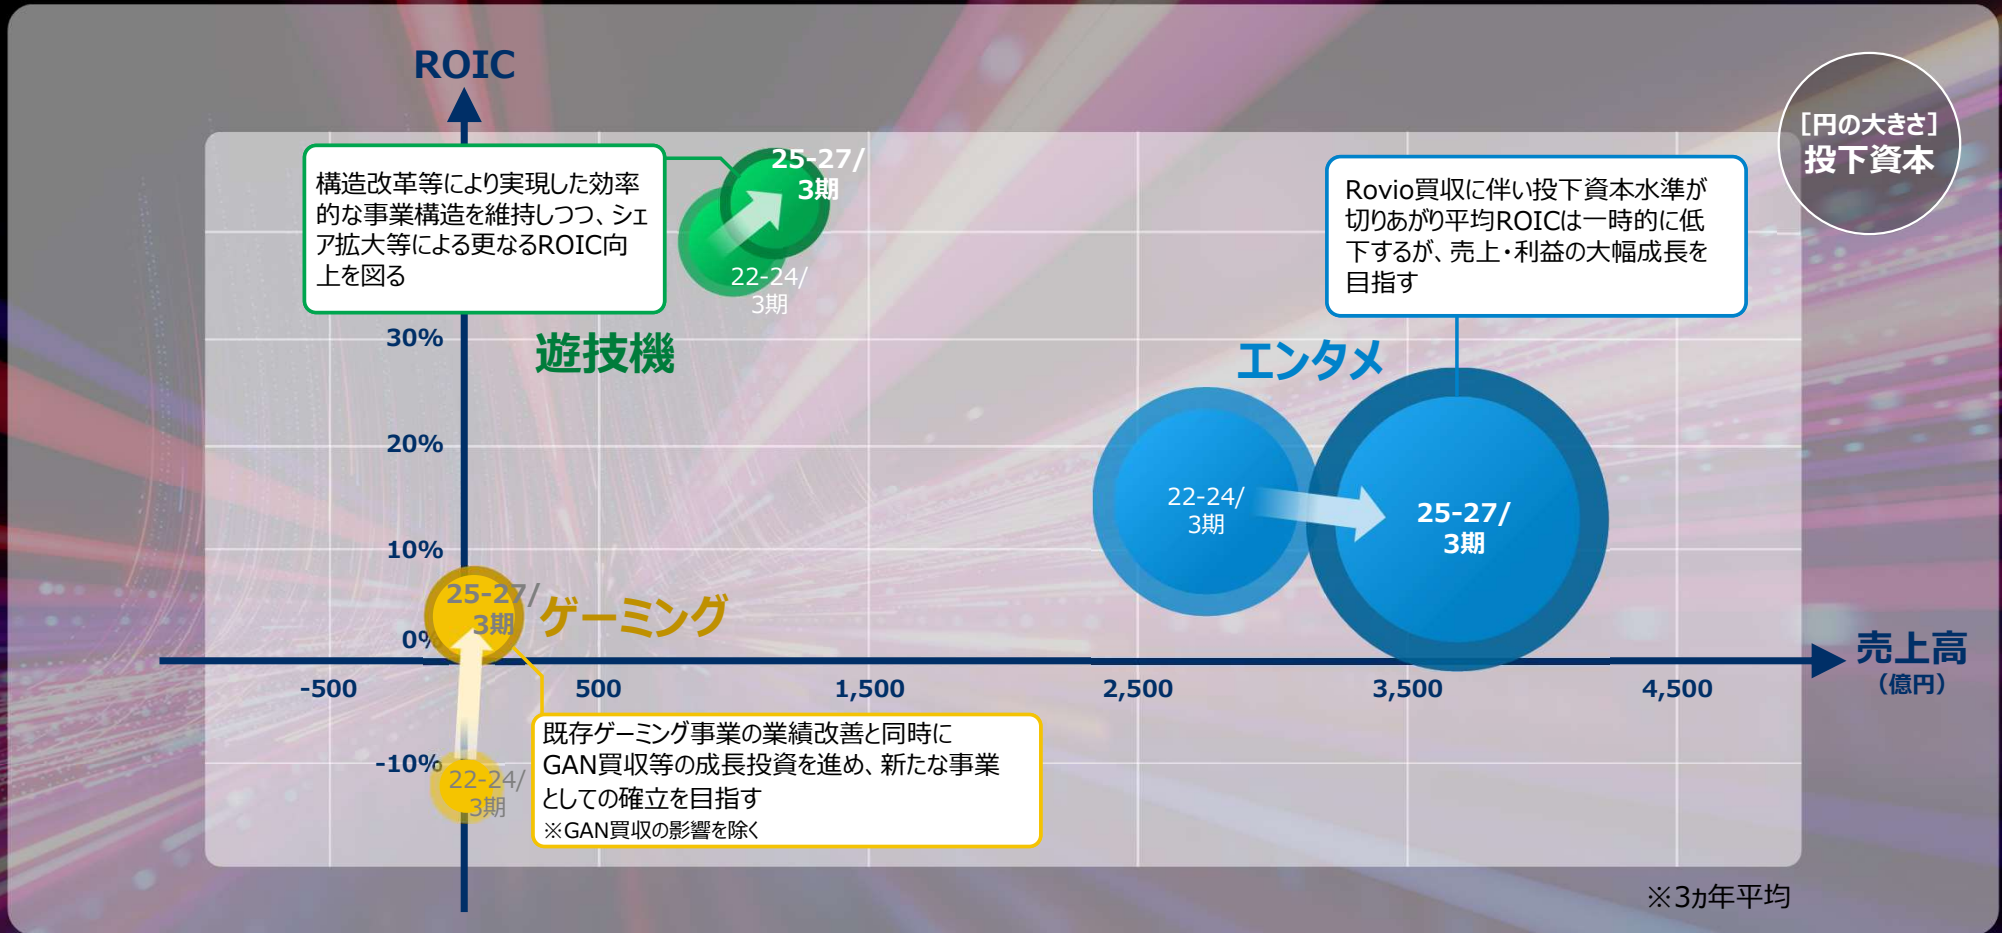 ROIC
[円の大きさ]
投下資本
構造改革等により実現した効率
的な事業構造を維持しつつ、シェ
ア拡大等による更なるROIC向
上を図る
25-27/
3期
22-24/
3期
遊技機
Rovio買収に伴い投下資本水準が
切りあがり平均ROICは一時的に低
下するが、売上・利益の大幅成長を
目指す
エンタメ
22-24/
3期
25-27/
3期
30%
20%
10%
0%
-10%
25-27/
3期
ゲーミング
22-24/
3期
-500
500
1,500
2,500
3,500
4,500
売上高
（億円）
既存ゲーミング事業の業績改善と同時に
GAN買収等の成長投資を進め、新たな事業
としての確立を目指す
※GAN買収の影響を除く
※3ヵ年平均